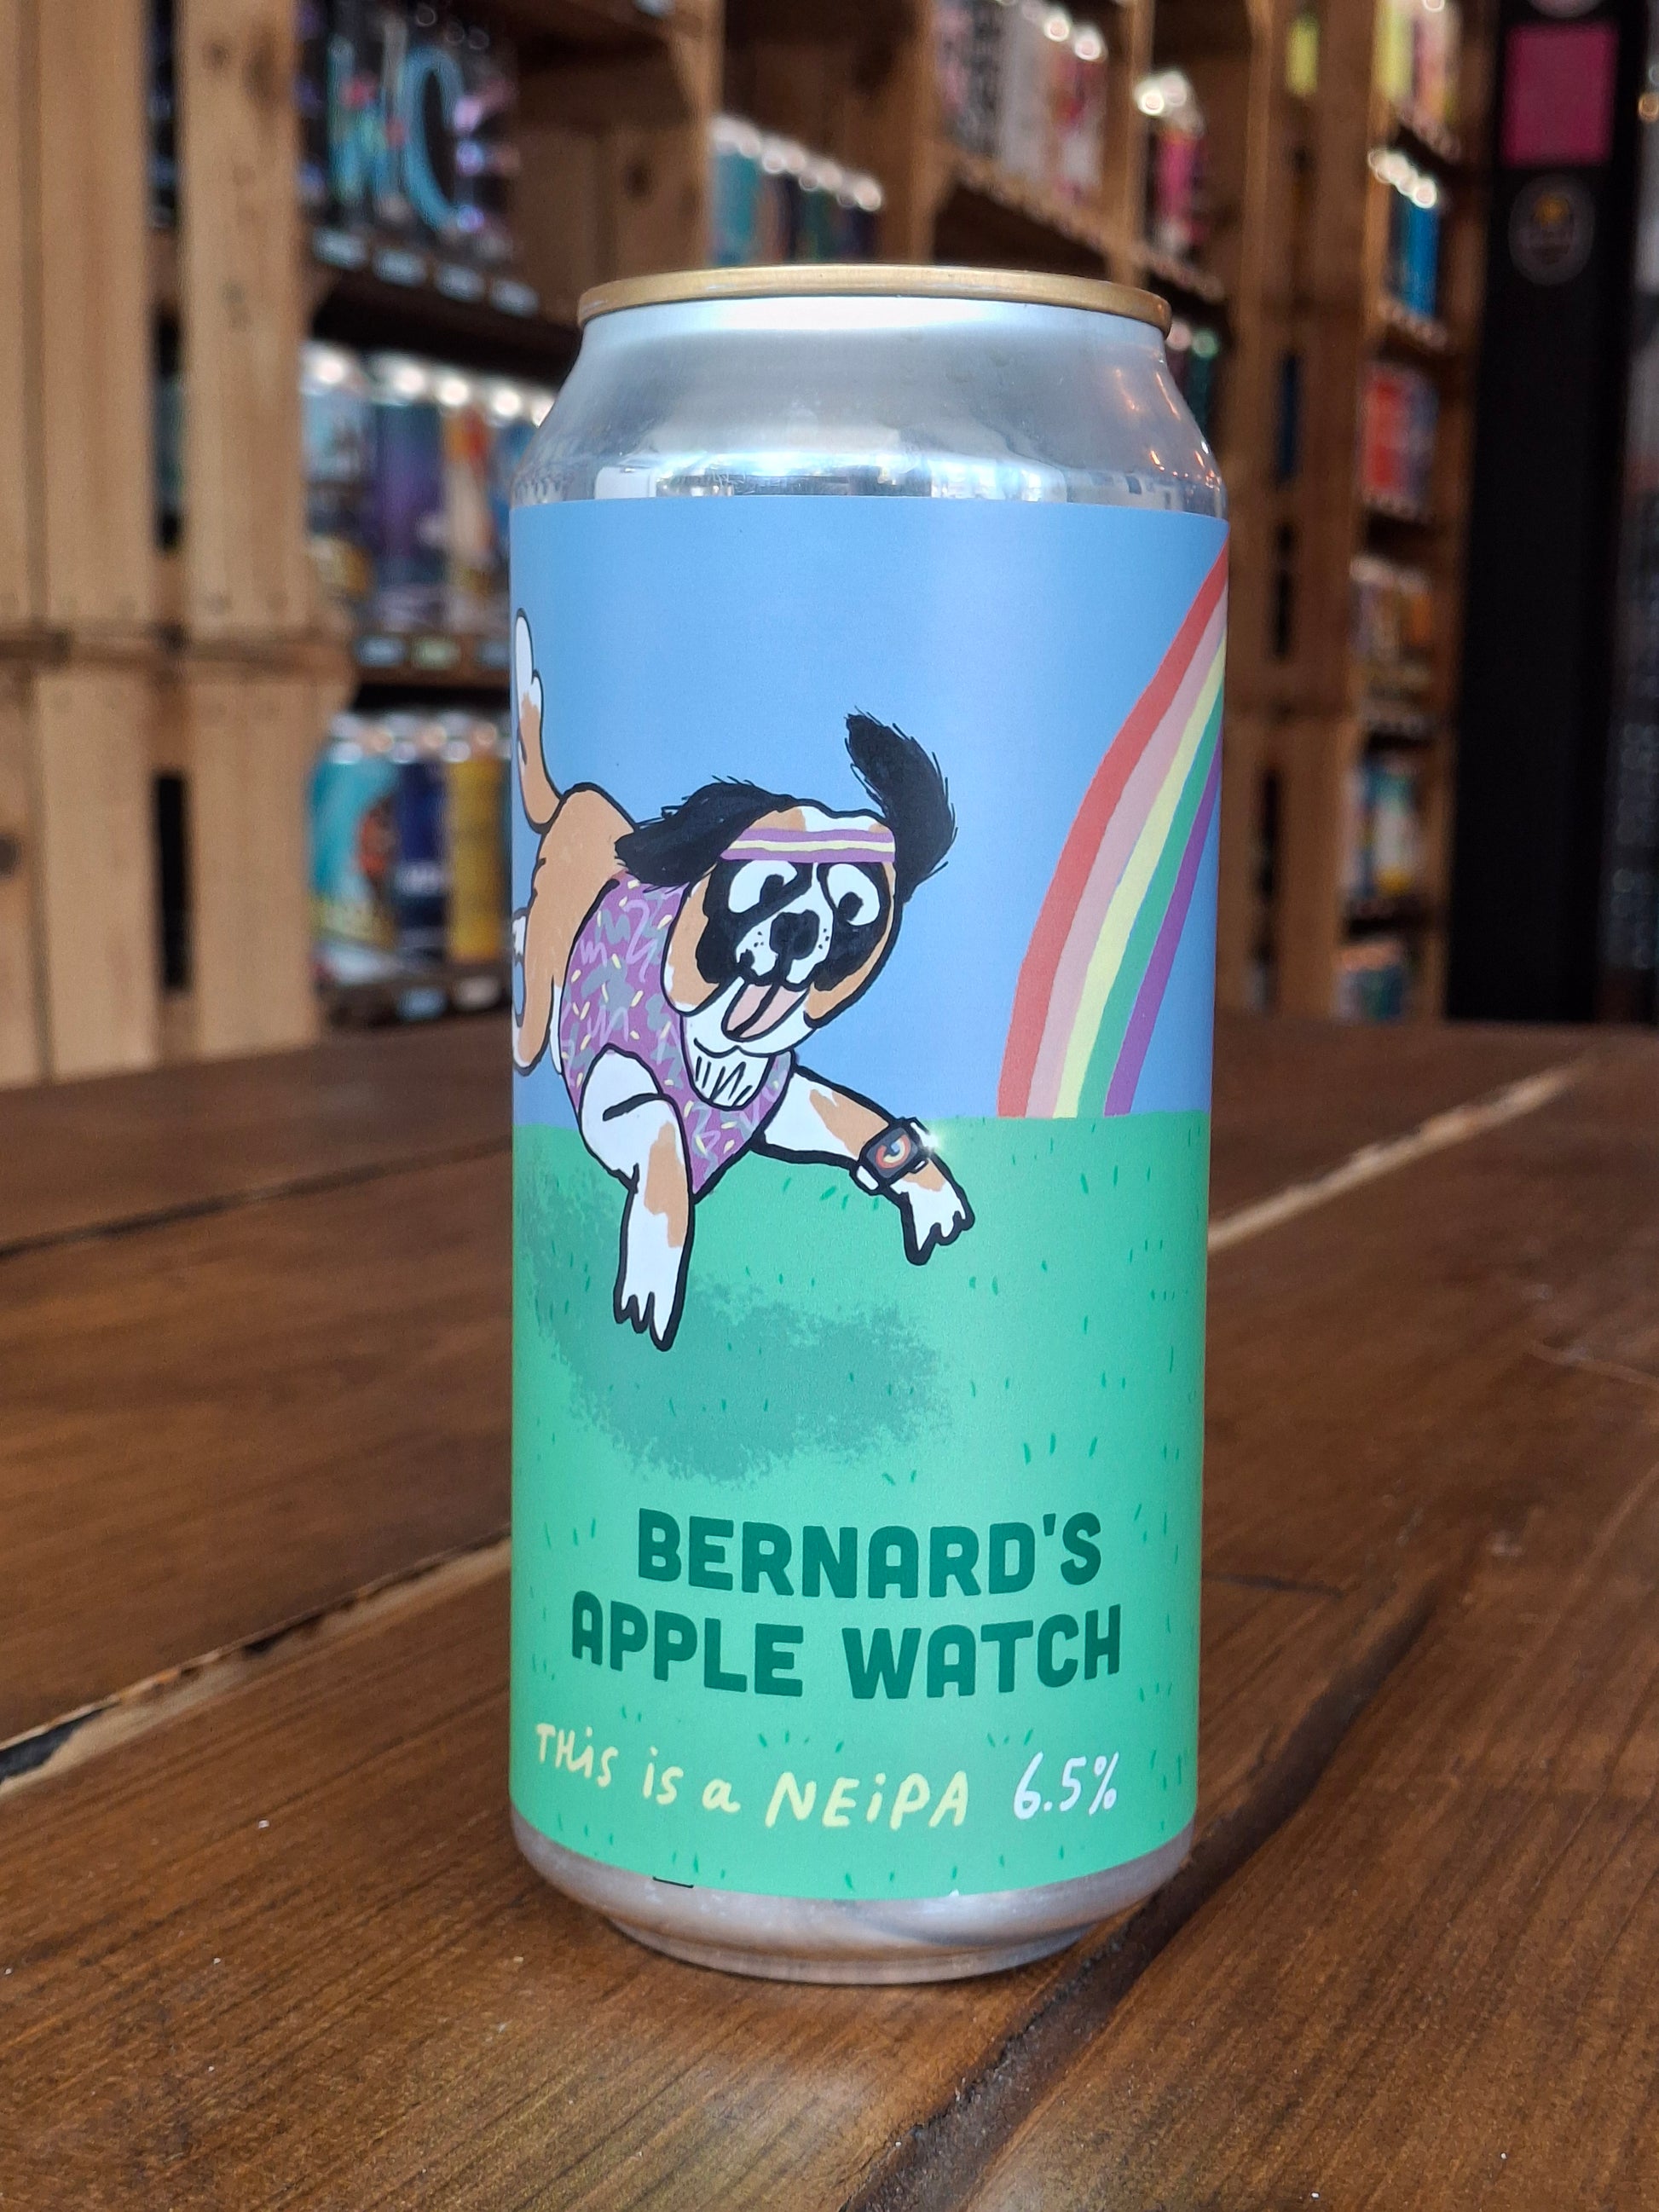 BERNARD'S
APPLE WATCH
THiS is a NEiPA 6.5%